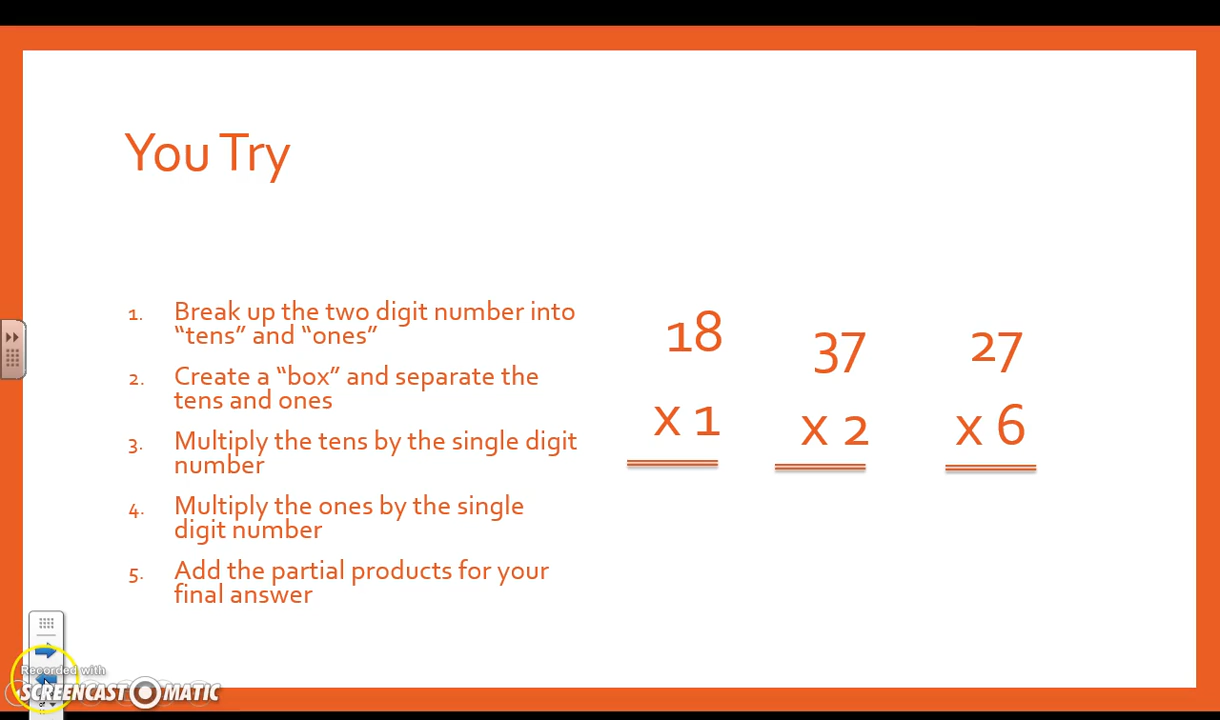 You Try
1. Break up the two digit number into
“tens” and “ones”
2. Create a “box” and separate the
tens and ones
3. Multiply the tens by the single digit
number
4. Multiply the ones by the single
digit number
5. Add the partial products for your
final answer
18
x 1
37
x 2
27
x 6
Recorded with
SCREENCAST MATIC